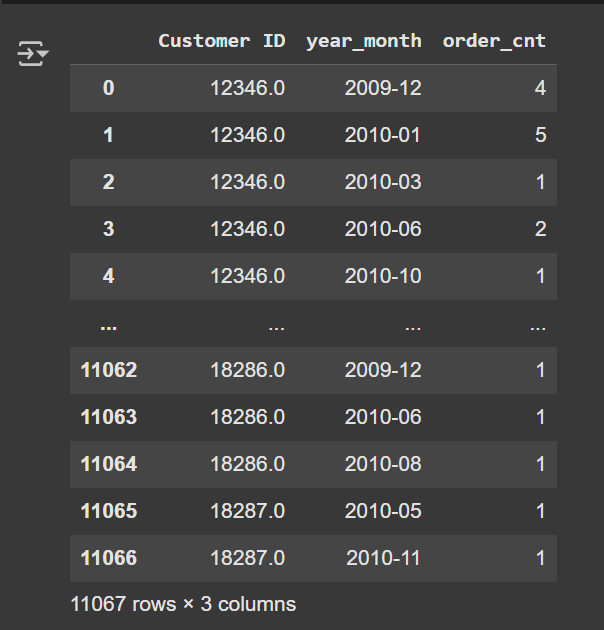 Customer ID year_month order_cnt
0 12346.0 2009-12 4
1 12346.0 2010-01 5
2 12346.0 2010-03 1
3 12346.0 2010-06 2
4 12346.0 2010-10 1
... ... ... ...
11062 18286.0 2009-12 1
11063 18286.0 2010-06 1
11064 18286.0 2010-08 1
11065 18287.0 2010-05 1
11066 18287.0 2010-11 1
11067 rows × 3 columns